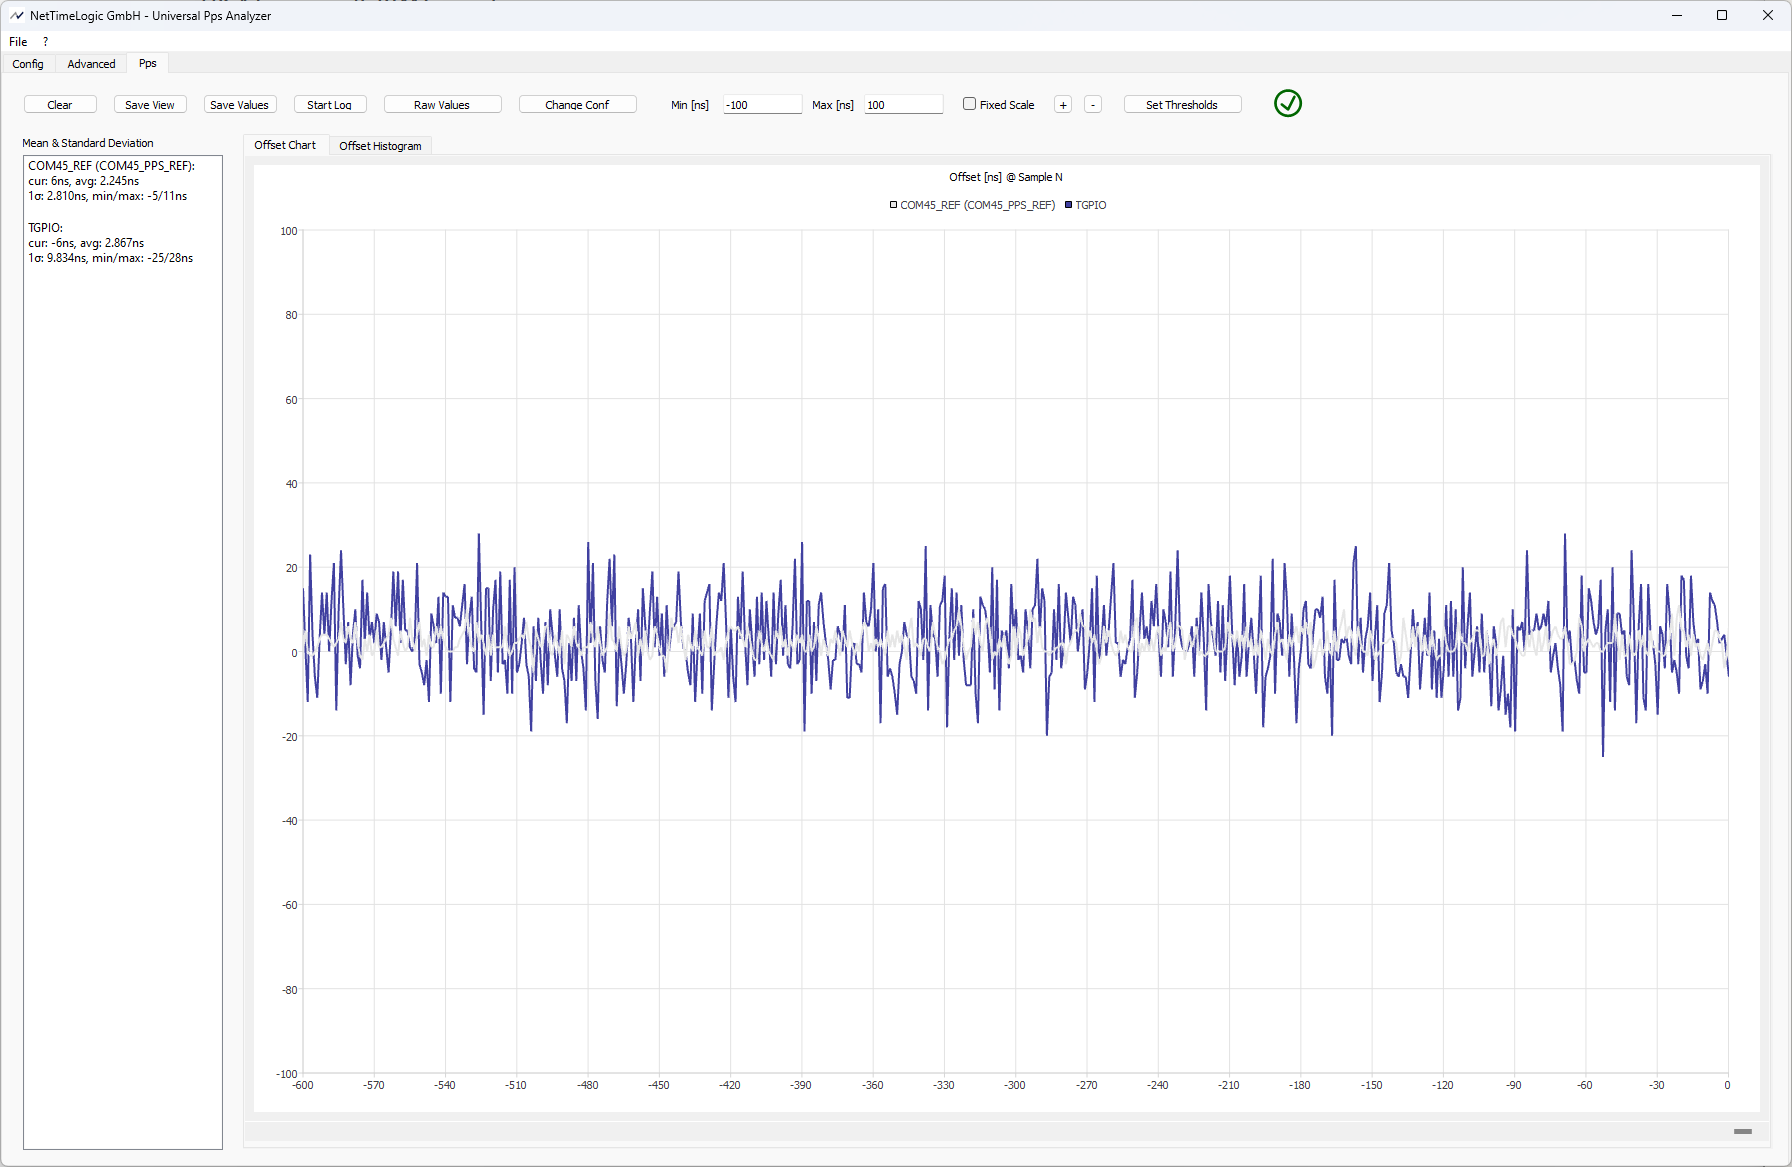 NetTimeLogic GmbH - Universal Pps Analyzer
File ?
Config Advanced Pps
Clear Save View Save Values Start Log Raw Values Change Conf Min [ns] -100 Max [ns] 100 Fixed Scale + - Set Thresholds
Mean & Standard Deviation
COM45_REF (COM45_PPS_REF):
cur: 6ns, avg: 2.245ns
1σ: 2.810ns, min/max: -5/11ns
TGPIO:
cur: -6ns, avg: 2.867ns
1σ: 9.834ns, min/max: -25/28ns
Offset Chart Offset Histogram
Offset [ns] @ Sample N
COM45_REF (COM45_PPS_REF) TGPIO
100
80
60
40
20
0
-20
-40
-60
-80
-100
-600 -570 -540 -510 -480 -450 -420 -390 -360 -330 -300 -270 -240 -210 -180 -150 -120 -90 -60 -30 0